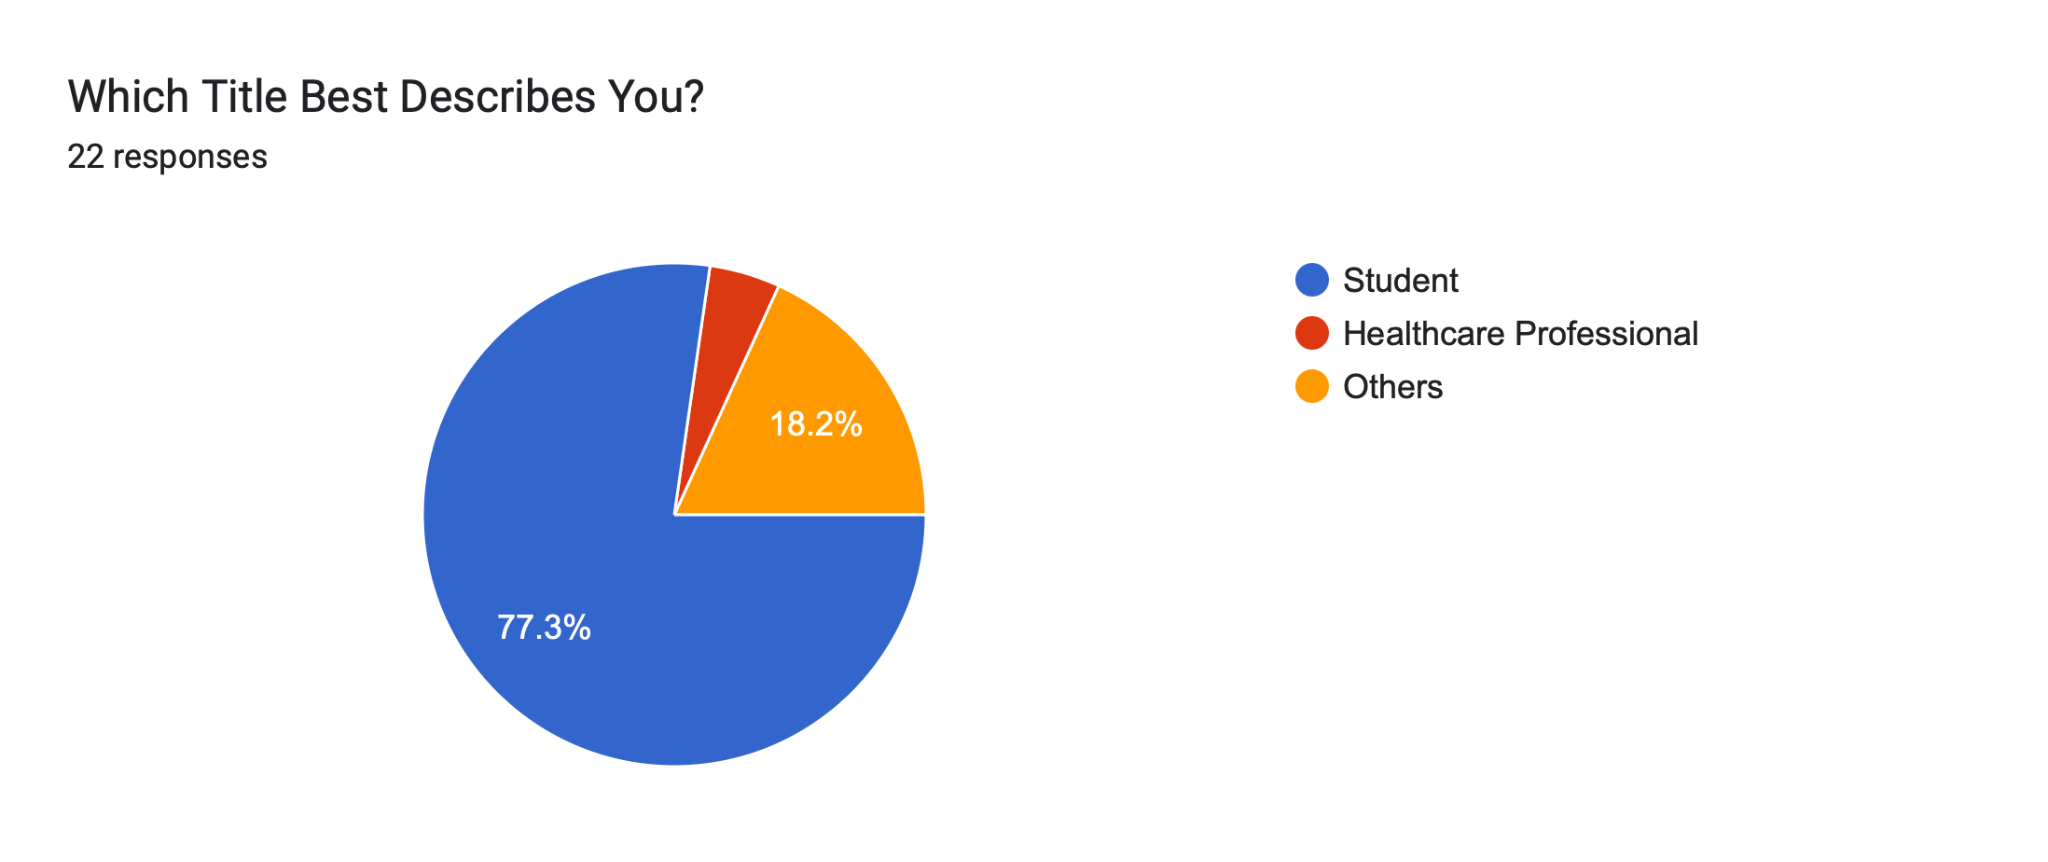 Which Title Best Describes You?
22 responses
Student
Healthcare Professional
Others
18.2%
77.3%